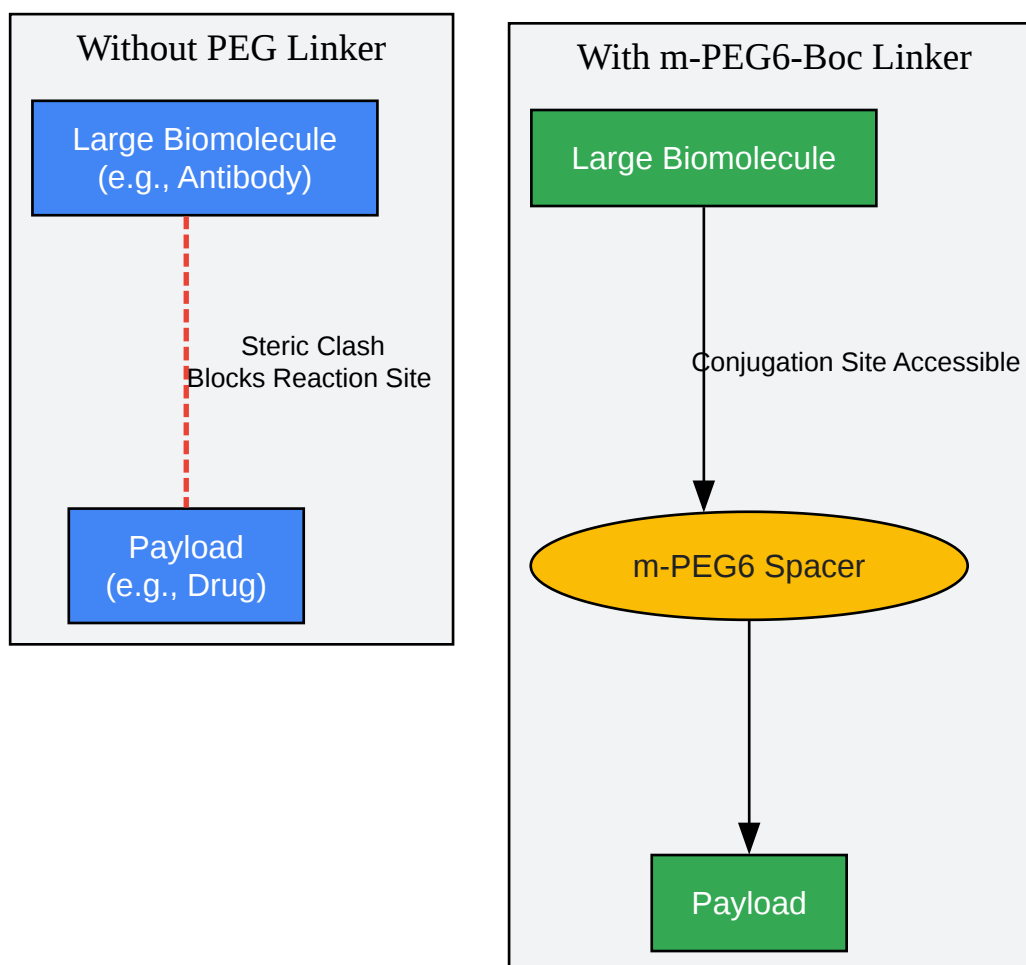 Without PEG Linker
Large Biomolecule
(e.g., Antibody)
Steric Clash
Blocks Reaction Site
Payload
(e.g., Drug)
With m-PEG6-Boc Linker
Large Biomolecule
Conjugation Site Accessible
m-PEG6 Spacer
Payload